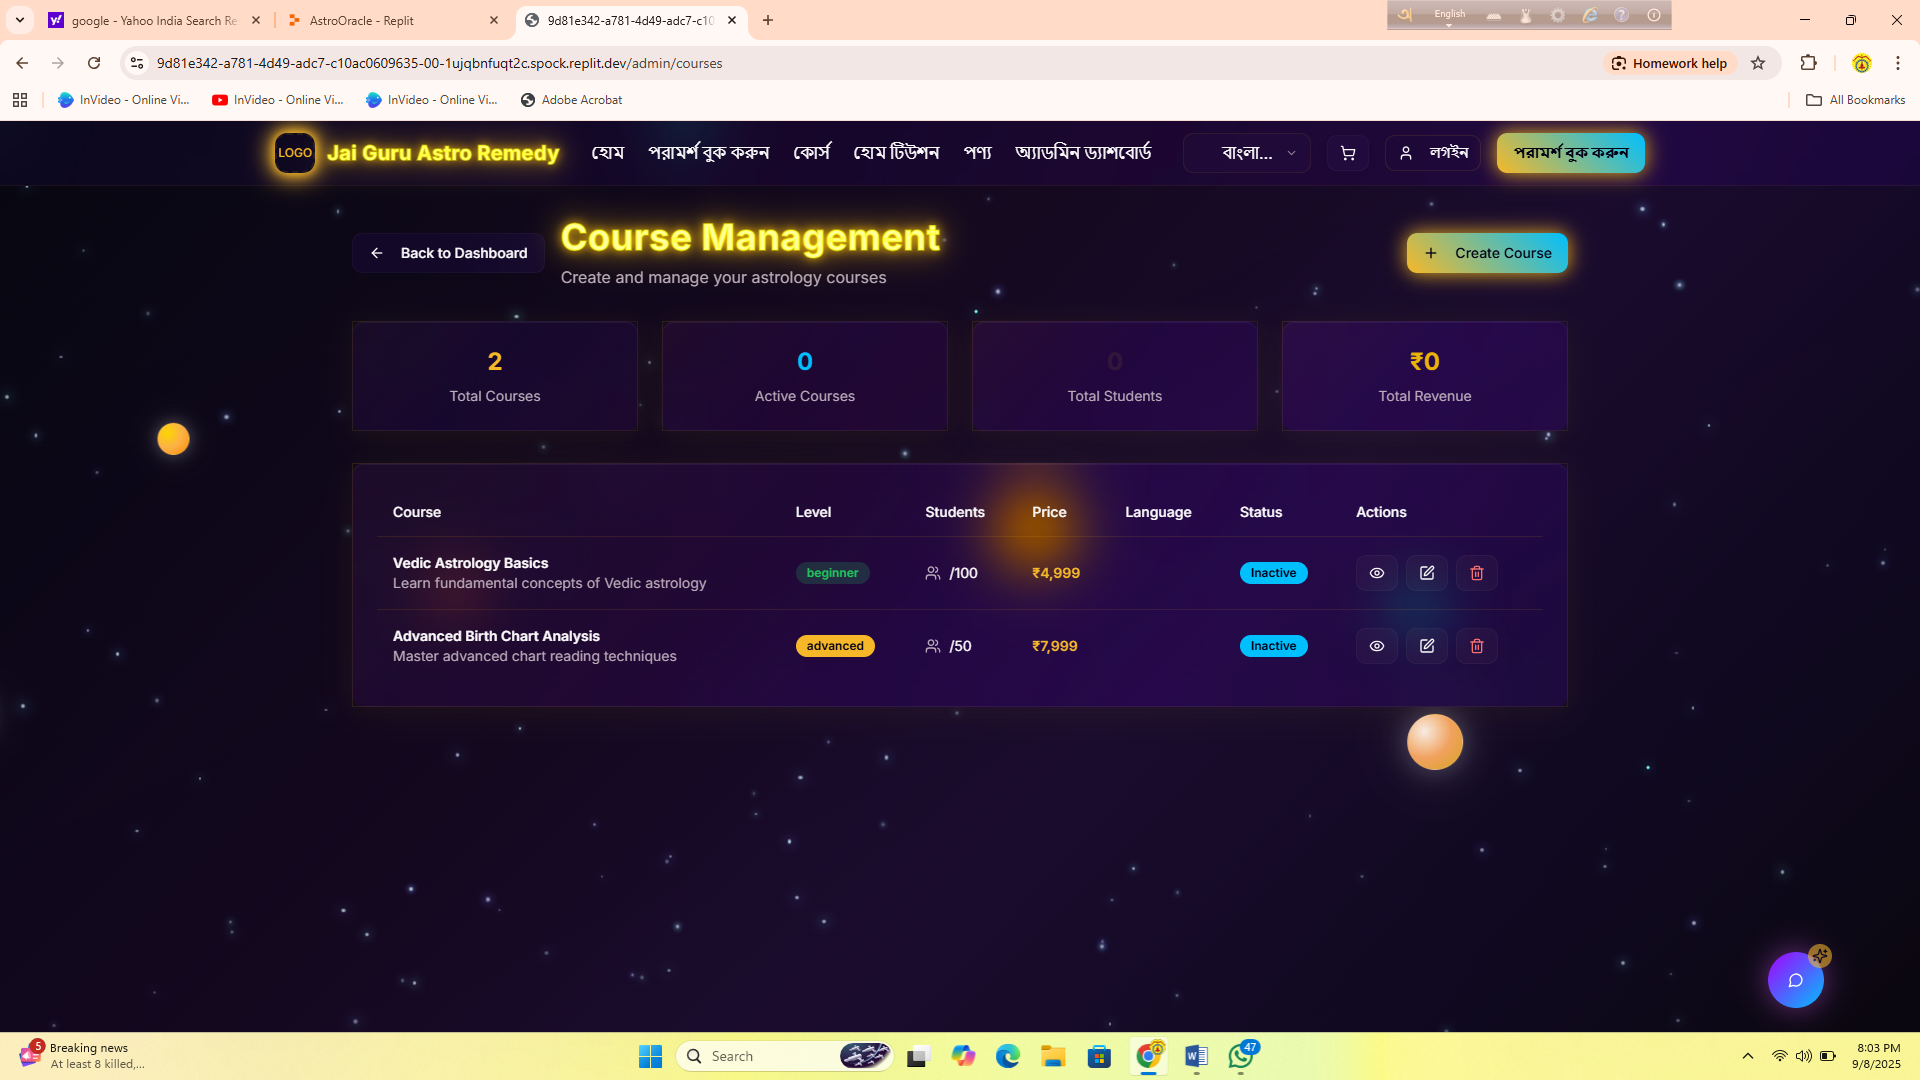 google - Yahoo India Search Re
AstroOracle - Replit
9d81e342-a781-4d49-adc7-c10
English
9d81e342-a781-4d49-adc7-c10ac0609635-00-1ujqbnfuqt2c.spock.replit.dev/admin/courses
Homework help
InVideo - Online Vi...
InVideo - Online Vi...
InVideo - Online Vi...
Adobe Acrobat
All Bookmarks
LOGO
Jai Guru Astro Remedy
হোম
পরামর্শ বুক করুন
কোর্স
হোম টিউশন
পণ্য
অ্যাডমিন ড্যাশবোর্ড
বাংলা...
লগইন
পরামর্শ বুক করুন
Back to Dashboard
Course Management
Create and manage your astrology courses
Create Course
2
Total Courses
0
Active Courses
0
Total Students
₹0
Total Revenue
Course Level Students Price Language Status Actions
Vedic Astrology Basics
Learn fundamental concepts of Vedic astrology
beginner
/100
₹4,999
Inactive
Advanced Birth Chart Analysis
Master advanced chart reading techniques
advanced
/50
₹7,999
Inactive
5
Breaking news
At least 8 killed,...
Search
47
8:03 PM
9/8/2025